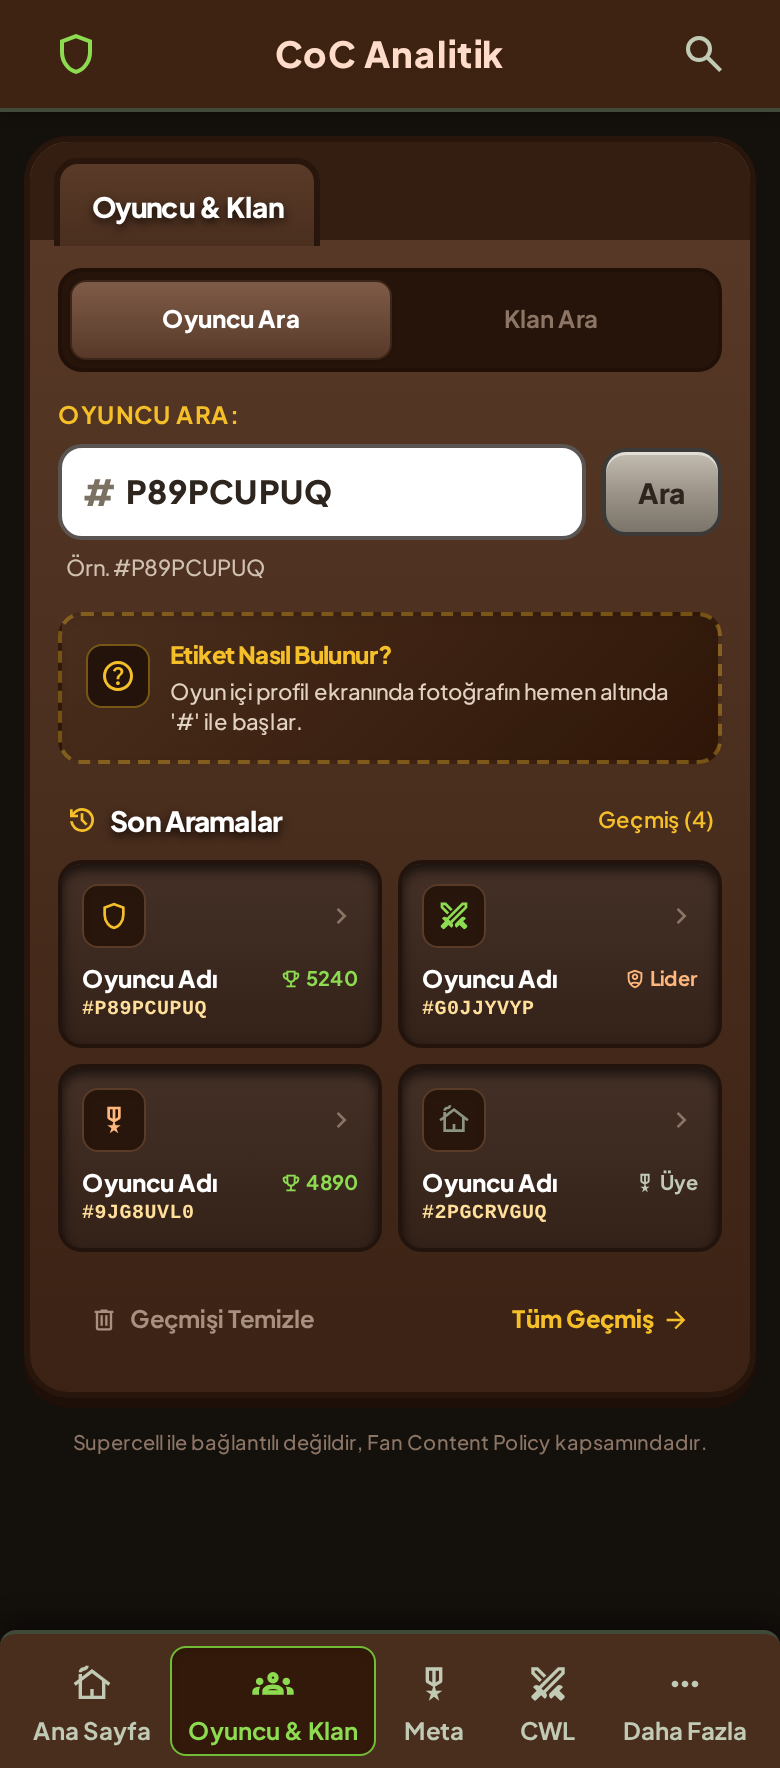 CoC Analitik
Oyuncu & Klan
Oyuncu Ara
Klan Ara
OYUNCU ARA:
# P89PCUPUQ
Ara
Örn. #P89PCUPUQ
Etiket Nasıl Bulunur?
Oyun içi profil ekranında fotoğrafın hemen altında
'#' ile başlar.
Son Aramalar
Geçmiş (4)
Oyuncu Adı
5240
#P89PCUPUQ
Oyuncu Adı
Lider
#G0JJYVYP
Oyuncu Adı
4890
#9JG8UVL0
Oyuncu Adı
Üye
#2PGCRVGUQ
Geçmişi Temizle
Tüm Geçmiş →
Supercell ile bağlantılı değildir, Fan Content Policy kapsamındadır.
Ana Sayfa
Oyuncu & Klan
Meta
CWL
Daha Fazla